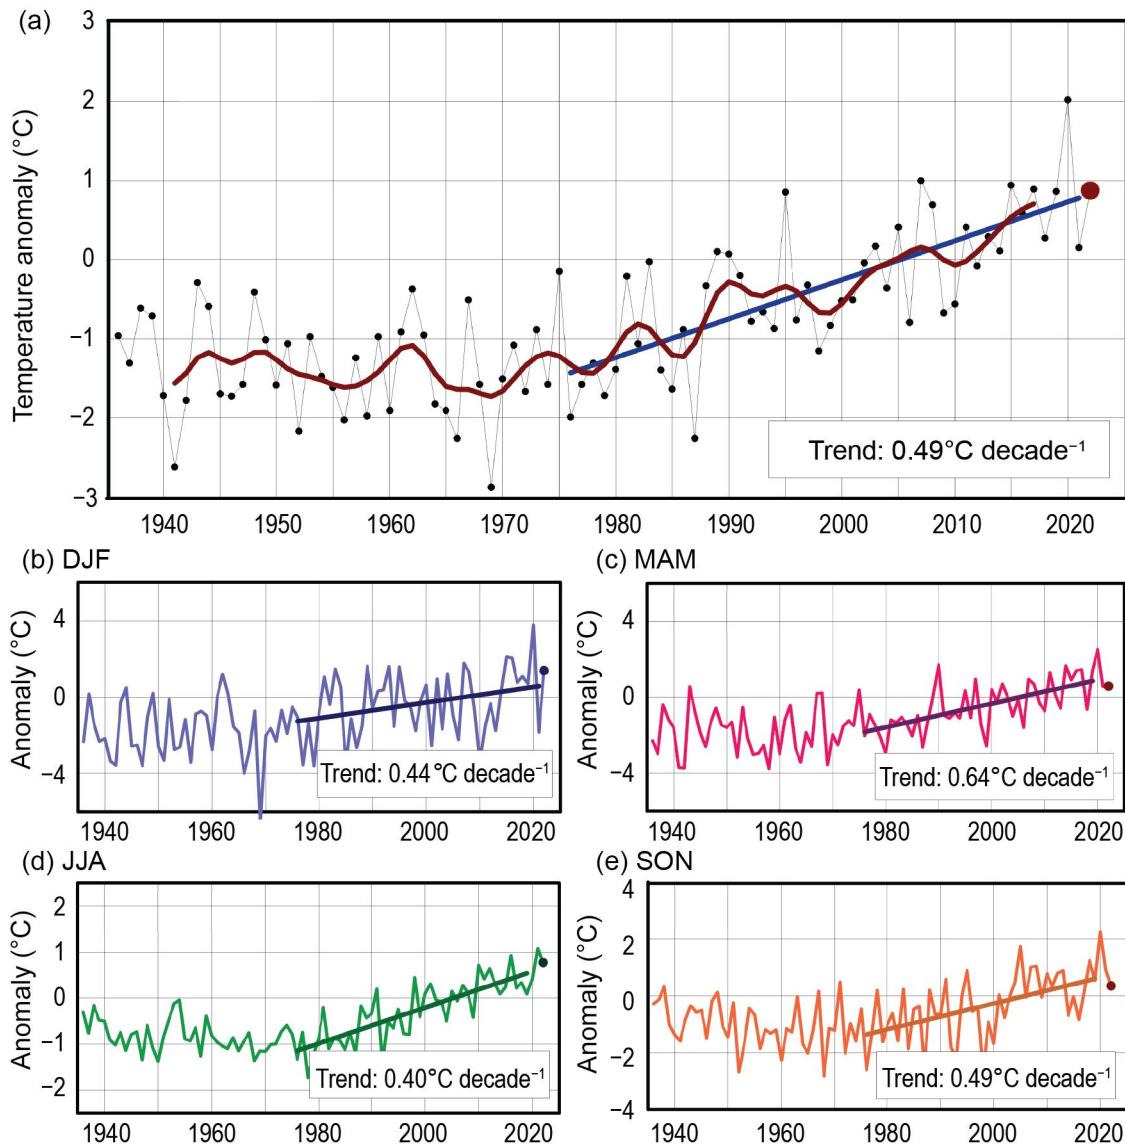 (a)
Temperature anomaly (°C)
3
2
1
0
−1
−2
−3
Trend: 0.49°C decade⁻¹
1940 1950 1960 1970 1980 1990 2000 2010 2020
(b) DJF
Anomaly (°C)
4
0
−4
Trend: 0.44°C decade⁻¹
1940 1960 1980 2000 2020
(c) MAM
Anomaly (°C)
4
0
−4
Trend: 0.64°C decade⁻¹
1940 1960 1980 2000 2020
(d) JJA
Anomaly (°C)
2
1
0
−1
−2
Trend: 0.40°C decade⁻¹
1940 1960 1980 2000 2020
(e) SON
Anomaly (°C)
4
2
0
−2
−4
Trend: 0.49°C decade⁻¹
1940 1960 1980 2000 2020